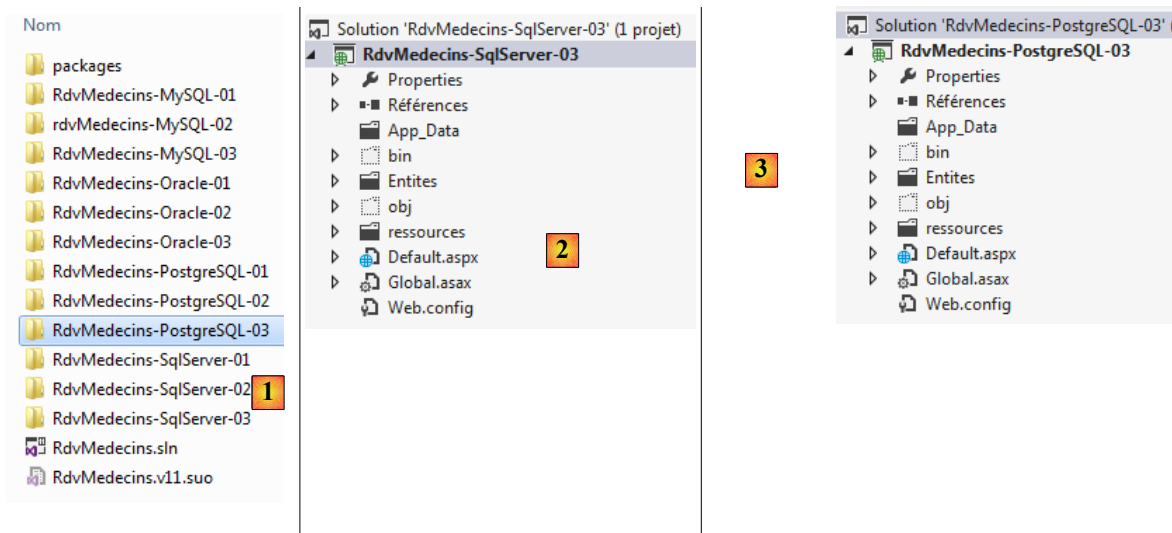 Nom
packages
RdvMedecins-MySQL-01
rdvMedecins-MySQL-02
RdvMedecins-MySQL-03
RdvMedecins-Oracle-01
RdvMedecins-Oracle-02
RdvMedecins-Oracle-03
RdvMedecins-PostgreSQL-01
RdvMedecins-PostgreSQL-02
RdvMedecins-PostgreSQL-03
RdvMedecins-SqlServer-01
RdvMedecins-SqlServer-02
RdvMedecins-SqlServer-03
RdvMedecins.sln
RdvMedecins.v11.suo
1
Solution 'RdvMedecins-SqlServer-03' (1 projet)
RdvMedecins-SqlServer-03
Properties
Références
App_Data
bin
Entites
obj
ressources
Default.aspx
Global.asax
Web.config
2
3
Solution 'RdvMedecins-PostgreSQL-03' (
RdvMedecins-PostgreSQL-03
Properties
Références
App_Data
bin
Entites
obj
ressources
Default.aspx
Global.asax
Web.config